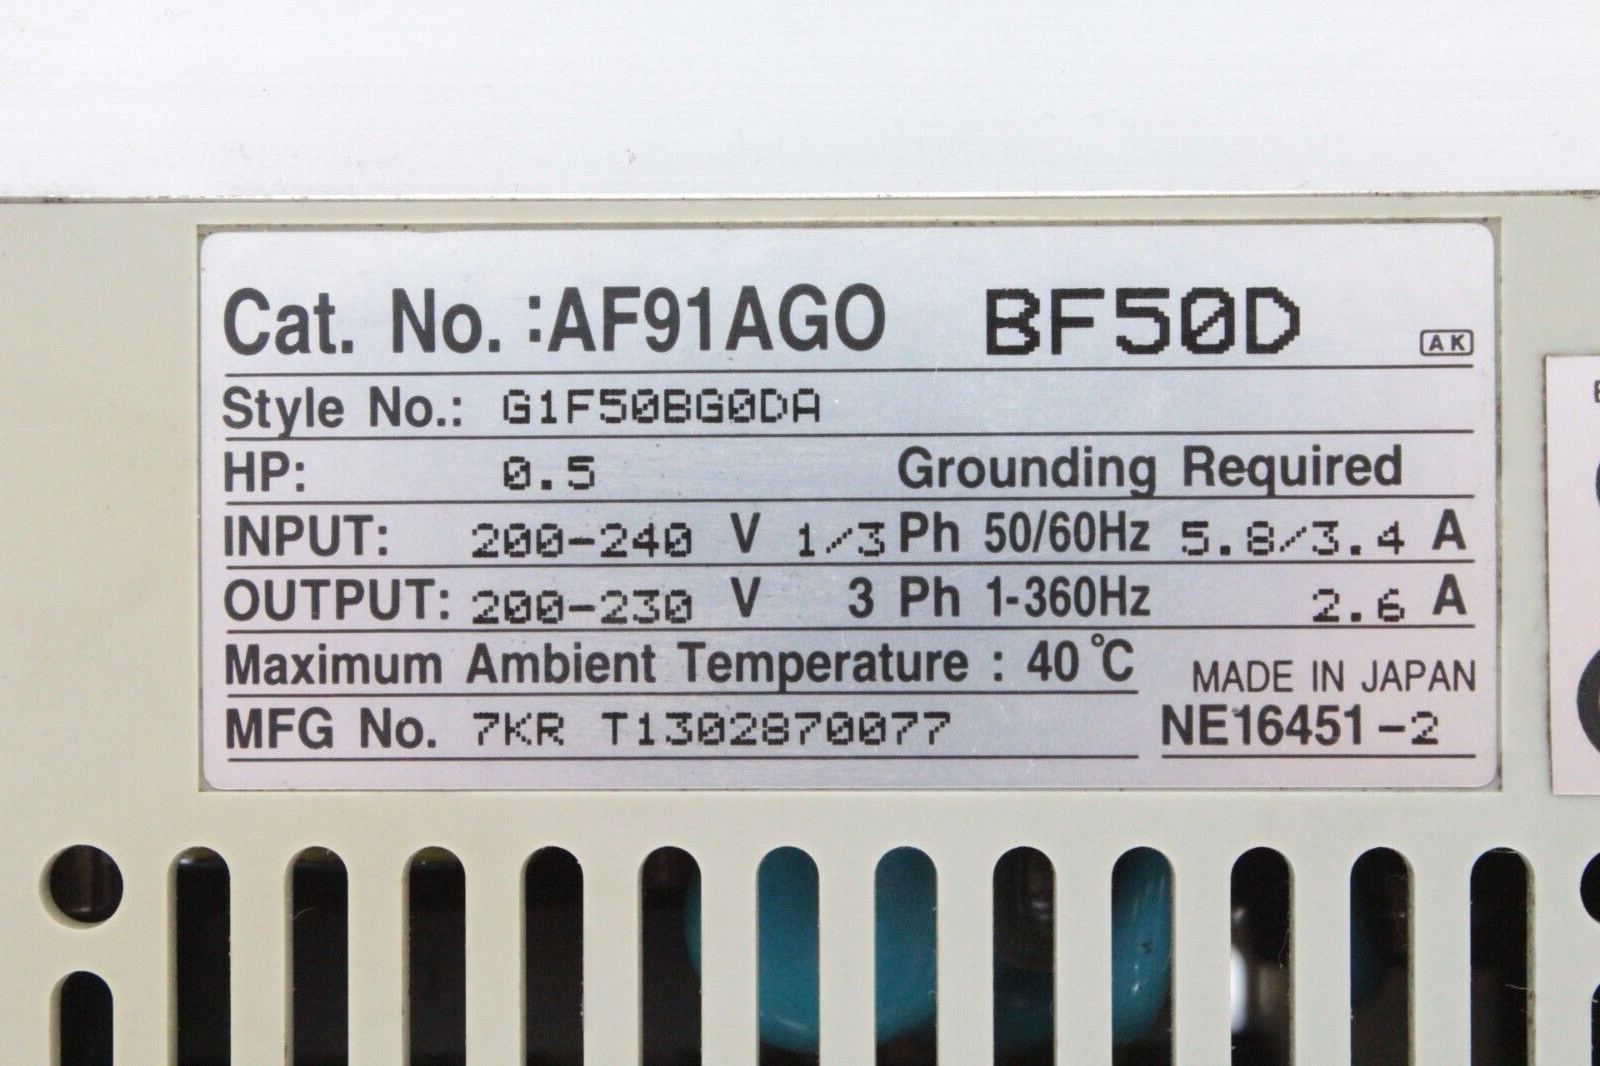 Cat. No. :AF91AGO BF50D AK
Style No.: G1F50BG0DA
HP: 0.5 Grounding Required
INPUT: 200-240 V 1/3 Ph 50/60Hz 5.8/3.4 A
OUTPUT: 200-230 V 3 Ph 1-360Hz 2.6 A
Maximum Ambient Temperature : 40°C MADE IN JAPAN
MFG No. 7KR T1302870077 NE16451-2